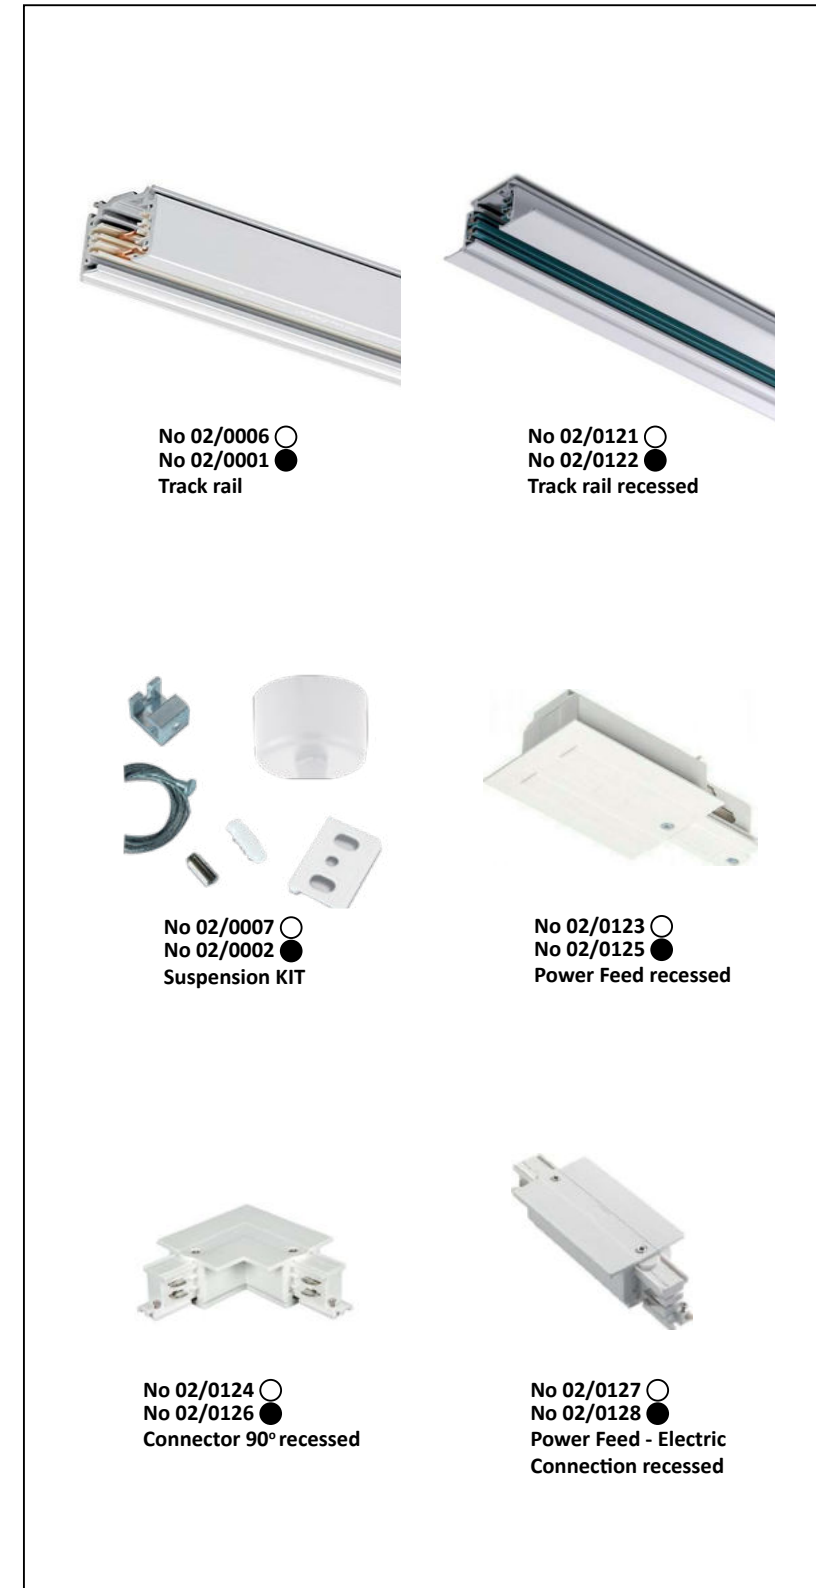 No 02/0006
No 02/0001
Track rail
No 02/0121
No 02/0122
Track rail recessed
No 02/0007
No 02/0002
Suspension KIT
No 02/0123
No 02/0125
Power Feed recessed
No 02/0124
No 02/0126
Connector 90° recessed
No 02/0127
No 02/0128
Power Feed - Electric
Connection recessed